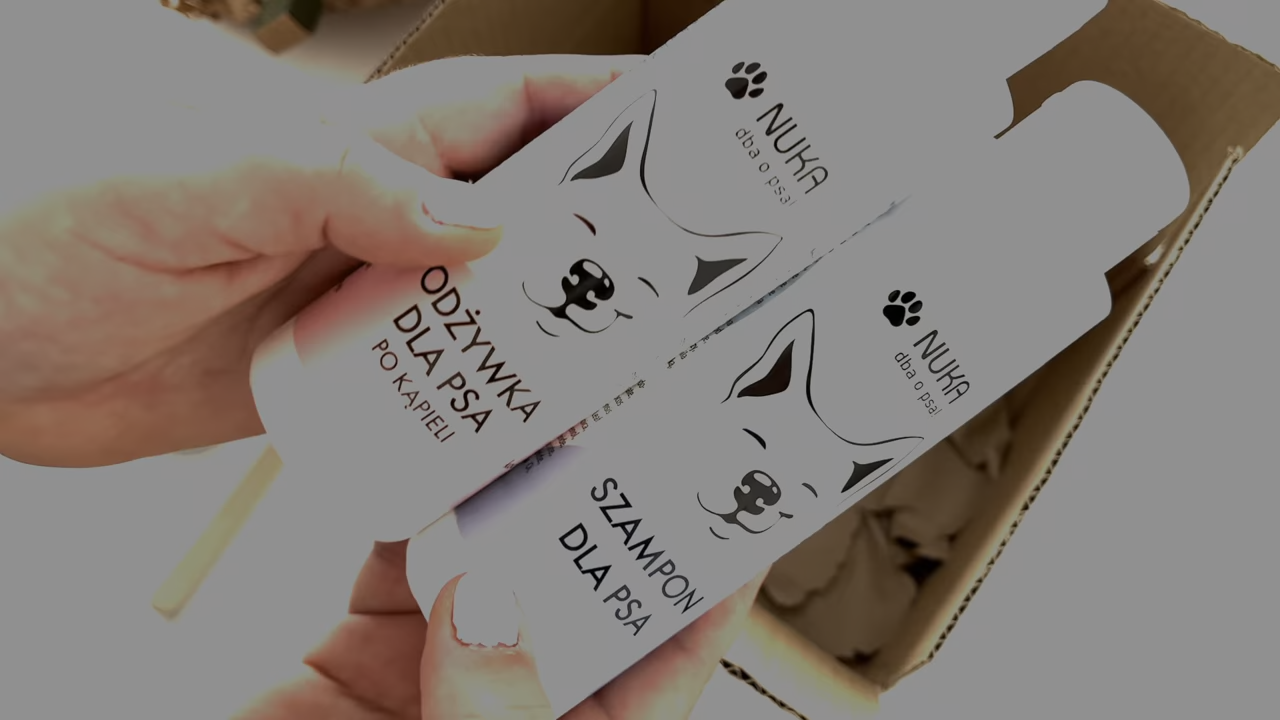 NUKA
dba o psa!
ODŻYWKA
DLA PSA
PO KĄPIELI
NUKA
dba o psa!
SZAMPON
DLA PSA